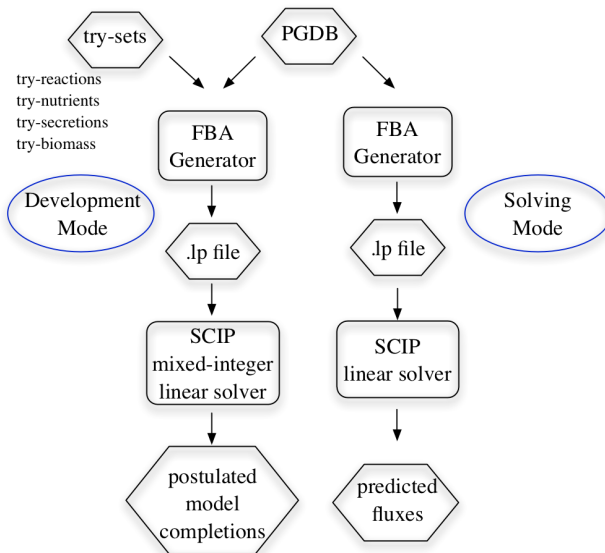 try-sets
PGDB
try-reactions
try-nutrients
try-secretions
try-biomass
FBA
Generator
FBA
Generator
Development
Mode
Solving
Mode
.lp file
.lp file
SCIP
mixed-integer
linear solver
SCIP
linear solver
postulated
model
completions
predicted
fluxes